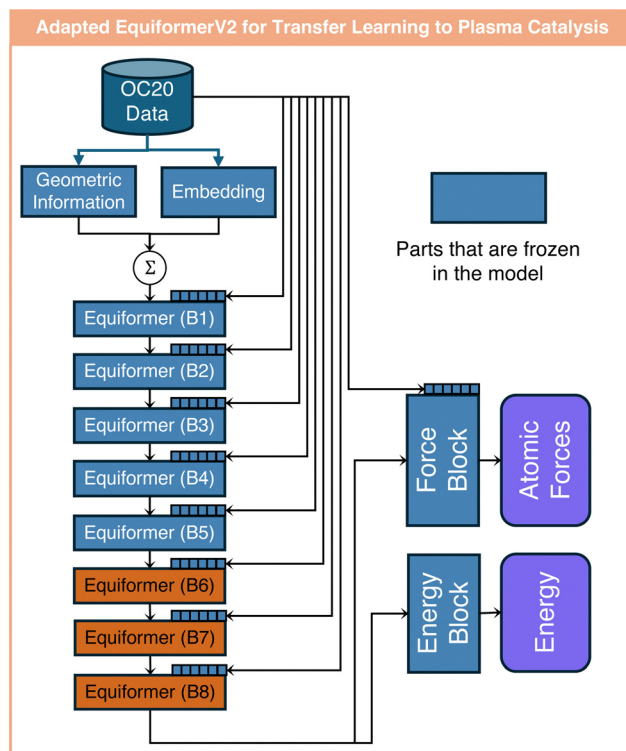 Adapted EquiformerV2 for Transfer Learning to Plasma Catalysis
OC20
Data
Geometric
Information
Embedding
Σ
Parts that are frozen
in the model
Equiformer (B1)
Equiformer (B2)
Equiformer (B3)
Equiformer (B4)
Equiformer (B5)
Equiformer (B6)
Equiformer (B7)
Equiformer (B8)
Force
Block
Atomic
Forces
Energy
Block
Energy